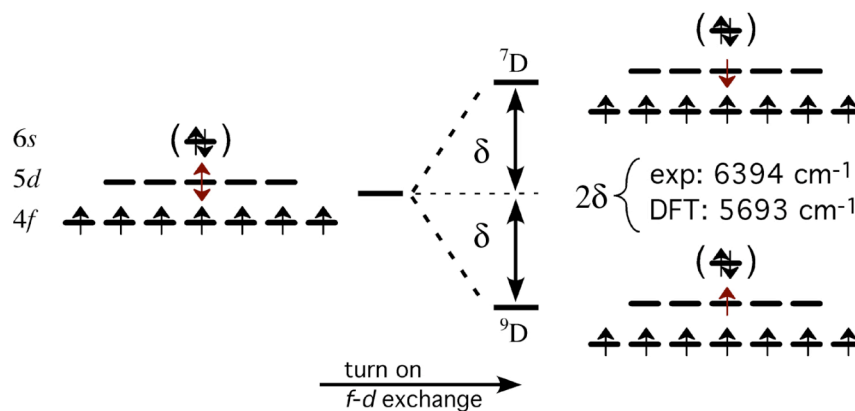 6s
5d
4f
( )
⁷D
δ
δ
⁹D
turn on
f-d exchange
( )
2δ { exp: 6394 cm⁻¹
DFT: 5693 cm⁻¹
( )